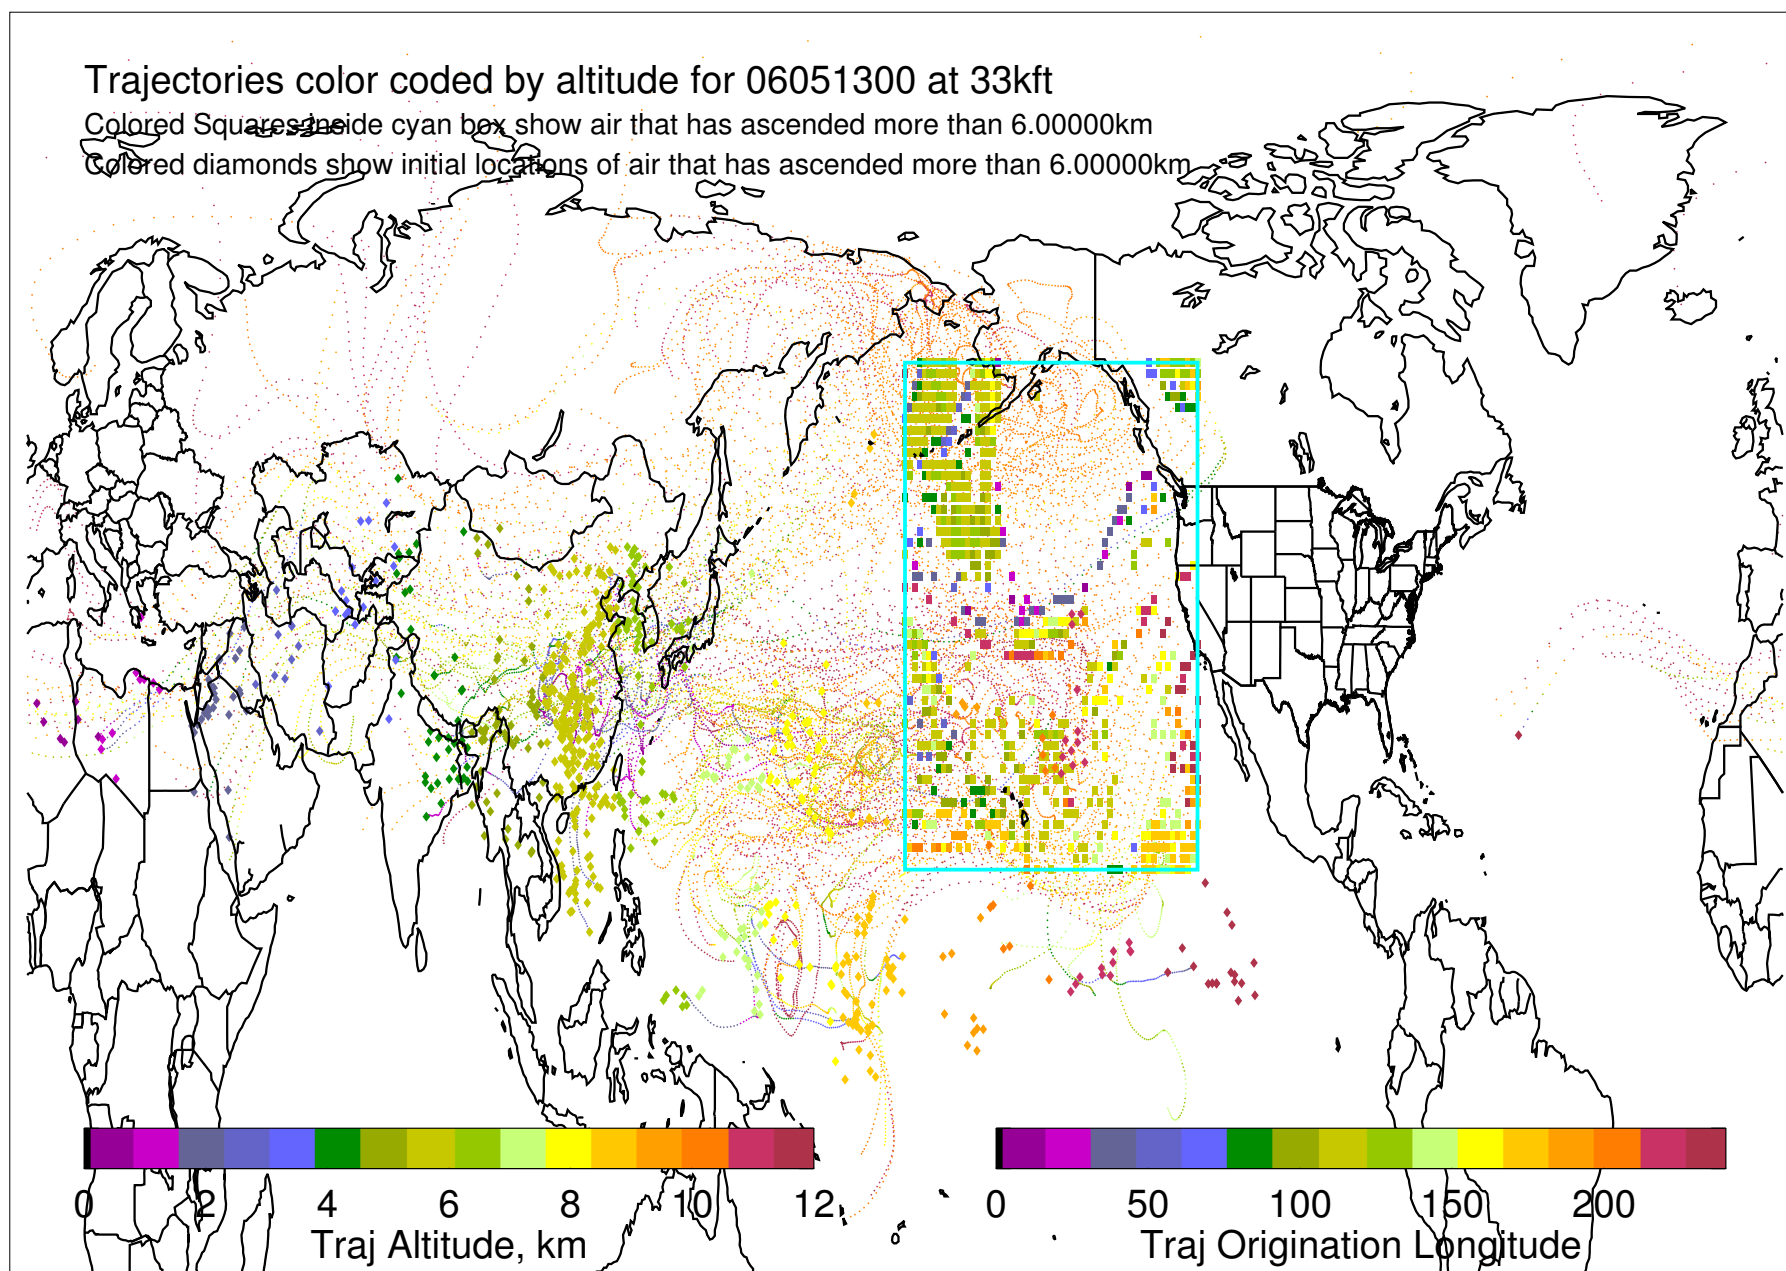 Trajectories color coded by altitude for 06051300 at 33kft
Colored Squares inside cyan box show air that has ascended more than 6.00000km
Colored diamonds show initial locations of air that has ascended more than 6.00000km
0 2 4 6 8 10 12
Traj Altitude, km
0 50 100 150 200
Traj Origination Longitude